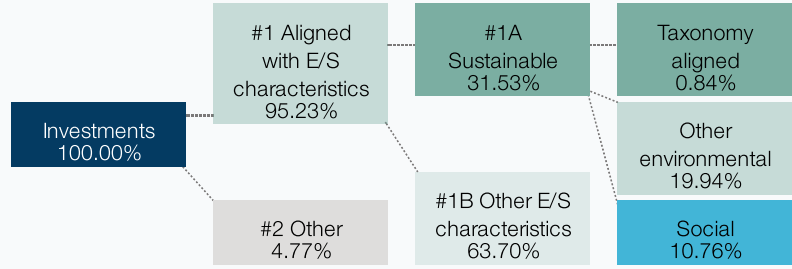 Investments
100.00%
#1 Aligned
with E/S
characteristics
95.23%
#2 Other
4.77%
#1A
Sustainable
31.53%
#1B Other E/S
characteristics
63.70%
Taxonomy
aligned
0.84%
Other
environmental
19.94%
Social
10.76%